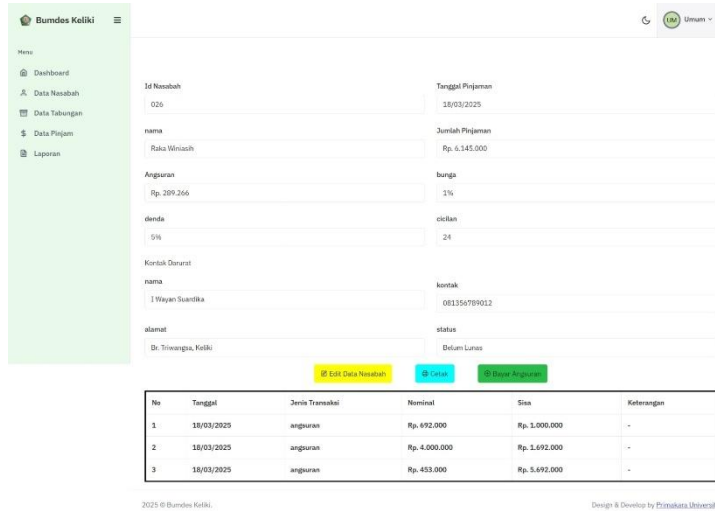 Bumdes Keliki
UM Umum
Menu
Dashboard
Data Nasabah
Data Tabungan
Data Pinjam
Laporan
Id Nasabah
026
Tanggal Pinjaman
18/03/2025
nama
Raka Winiasih
Jumlah Pinjaman
Rp. 6.145.000
Angsuran
Rp. 289.266
bunga
1%
denda
5%
cicilan
24
Kontak Darurat
nama
I Wayan Suardika
kontak
081356789012
alamat
Br. Triwangsa, Keliki
status
Belum Lunas
Edit Data Nasabah
Cetak
Bayar Angsuran
No Tanggal Jenis Transaksi Nominal Sisa Keterangan
1 18/03/2025 angsuran Rp. 692.000 Rp. 1.000.000 -
2 18/03/2025 angsuran Rp. 4.000.000 Rp. 1.692.000 -
3 18/03/2025 angsuran Rp. 453.000 Rp. 5.692.000 -
2025 © Bumdes Keliki.
Design & Develop by Primakara Universi